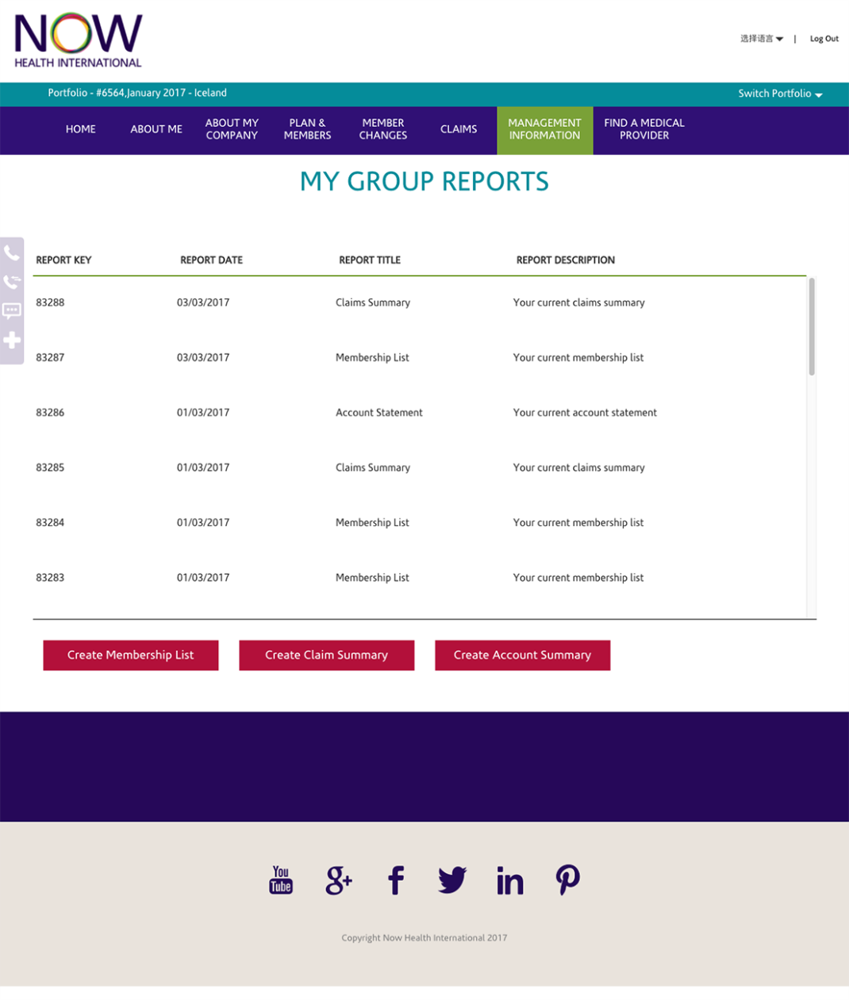 NOW
HEALTH INTERNATIONAL
选择语言 | Log Out
Portfolio - #6564,January 2017 - Iceland
Switch Portfolio
HOME
ABOUT ME
ABOUT MY
COMPANY
PLAN &
MEMBERS
MEMBER
CHANGES
CLAIMS
MANAGEMENT
INFORMATION
FIND A MEDICAL
PROVIDER
MY GROUP REPORTS
REPORT KEY REPORT DATE REPORT TITLE REPORT DESCRIPTION
83288 03/03/2017 Claims Summary Your current claims summary
83287 03/03/2017 Membership List Your current membership list
83286 01/03/2017 Account Statement Your current account statement
83285 01/03/2017 Claims Summary Your current claims summary
83284 01/03/2017 Membership List Your current membership list
83283 01/03/2017 Membership List Your current membership list
Create Membership List
Create Claim Summary
Create Account Summary
You
Tube
g+
f
in
Copyright Now Health International 2017